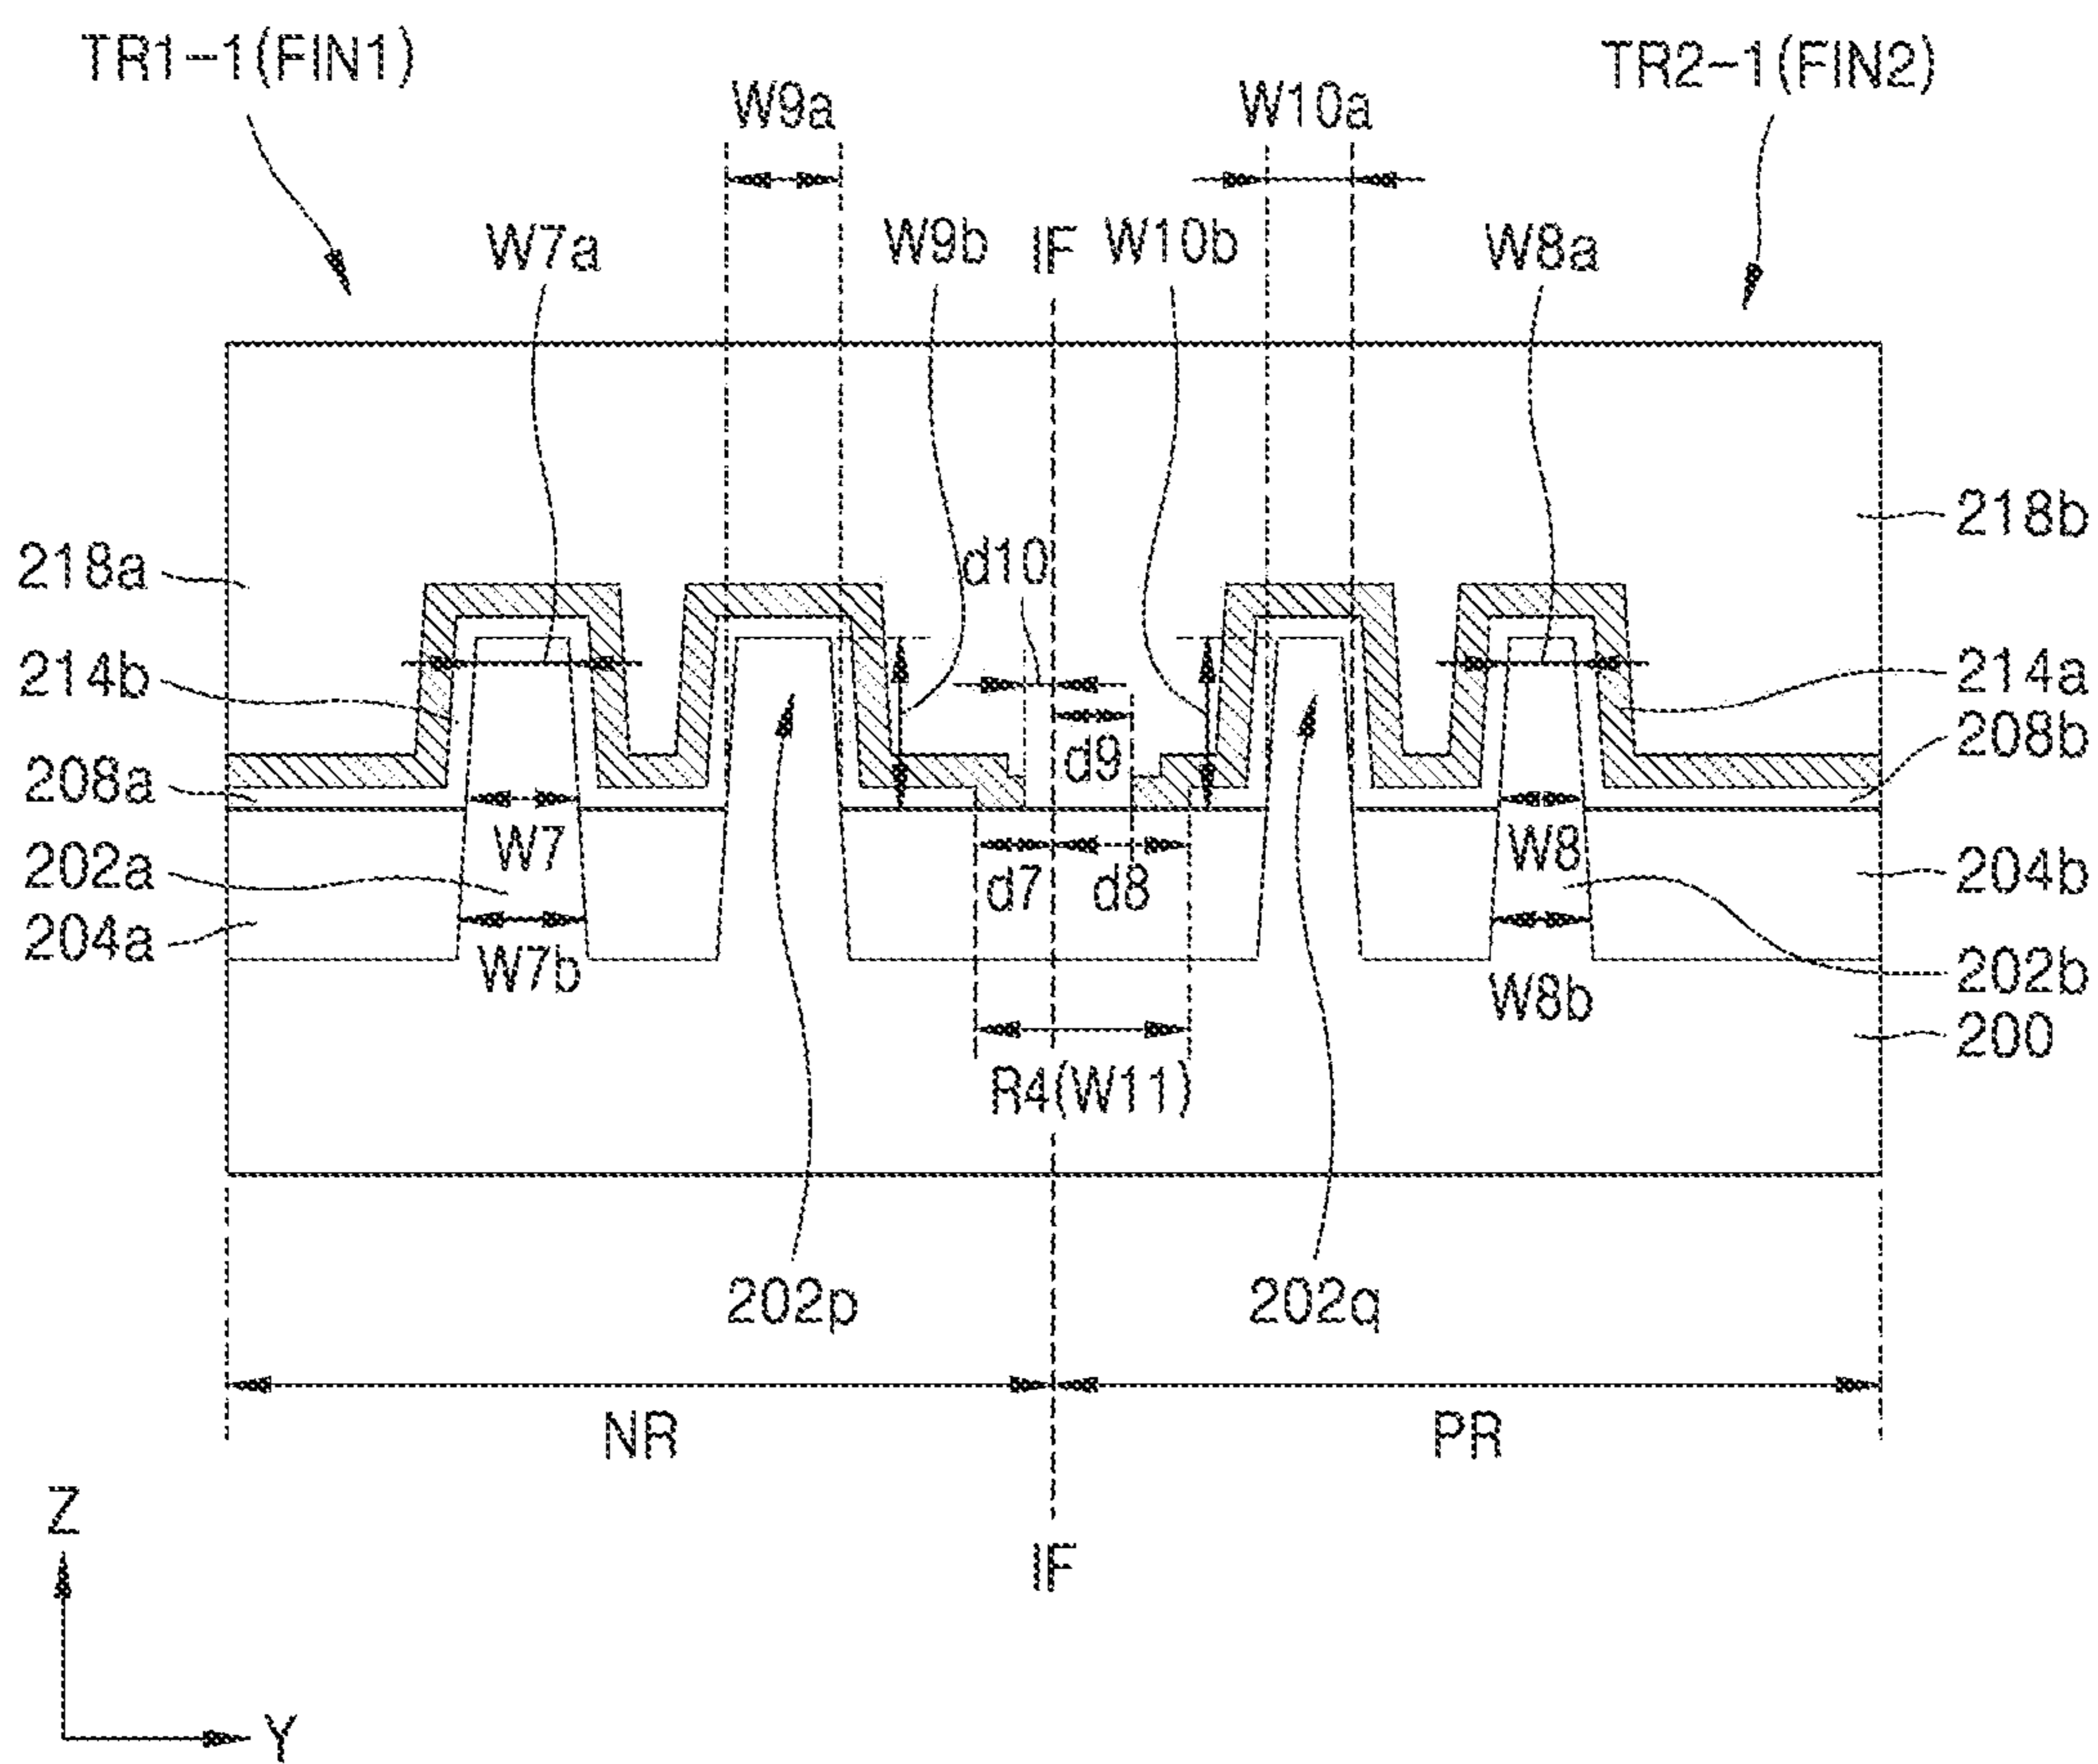 TR1-1(FIN1)
TR2-1(FIN2)
W9a
W10a
W7a
W9b
IF
W10b
W8a
218b
218a
d10
214b
214a
d9
208b
208a
W7
W8
202a
d7
d8
204b
204a
W7b
W8b
202b
200
R4(W11)
202p
202q
NR
PR
Z
IF
Y